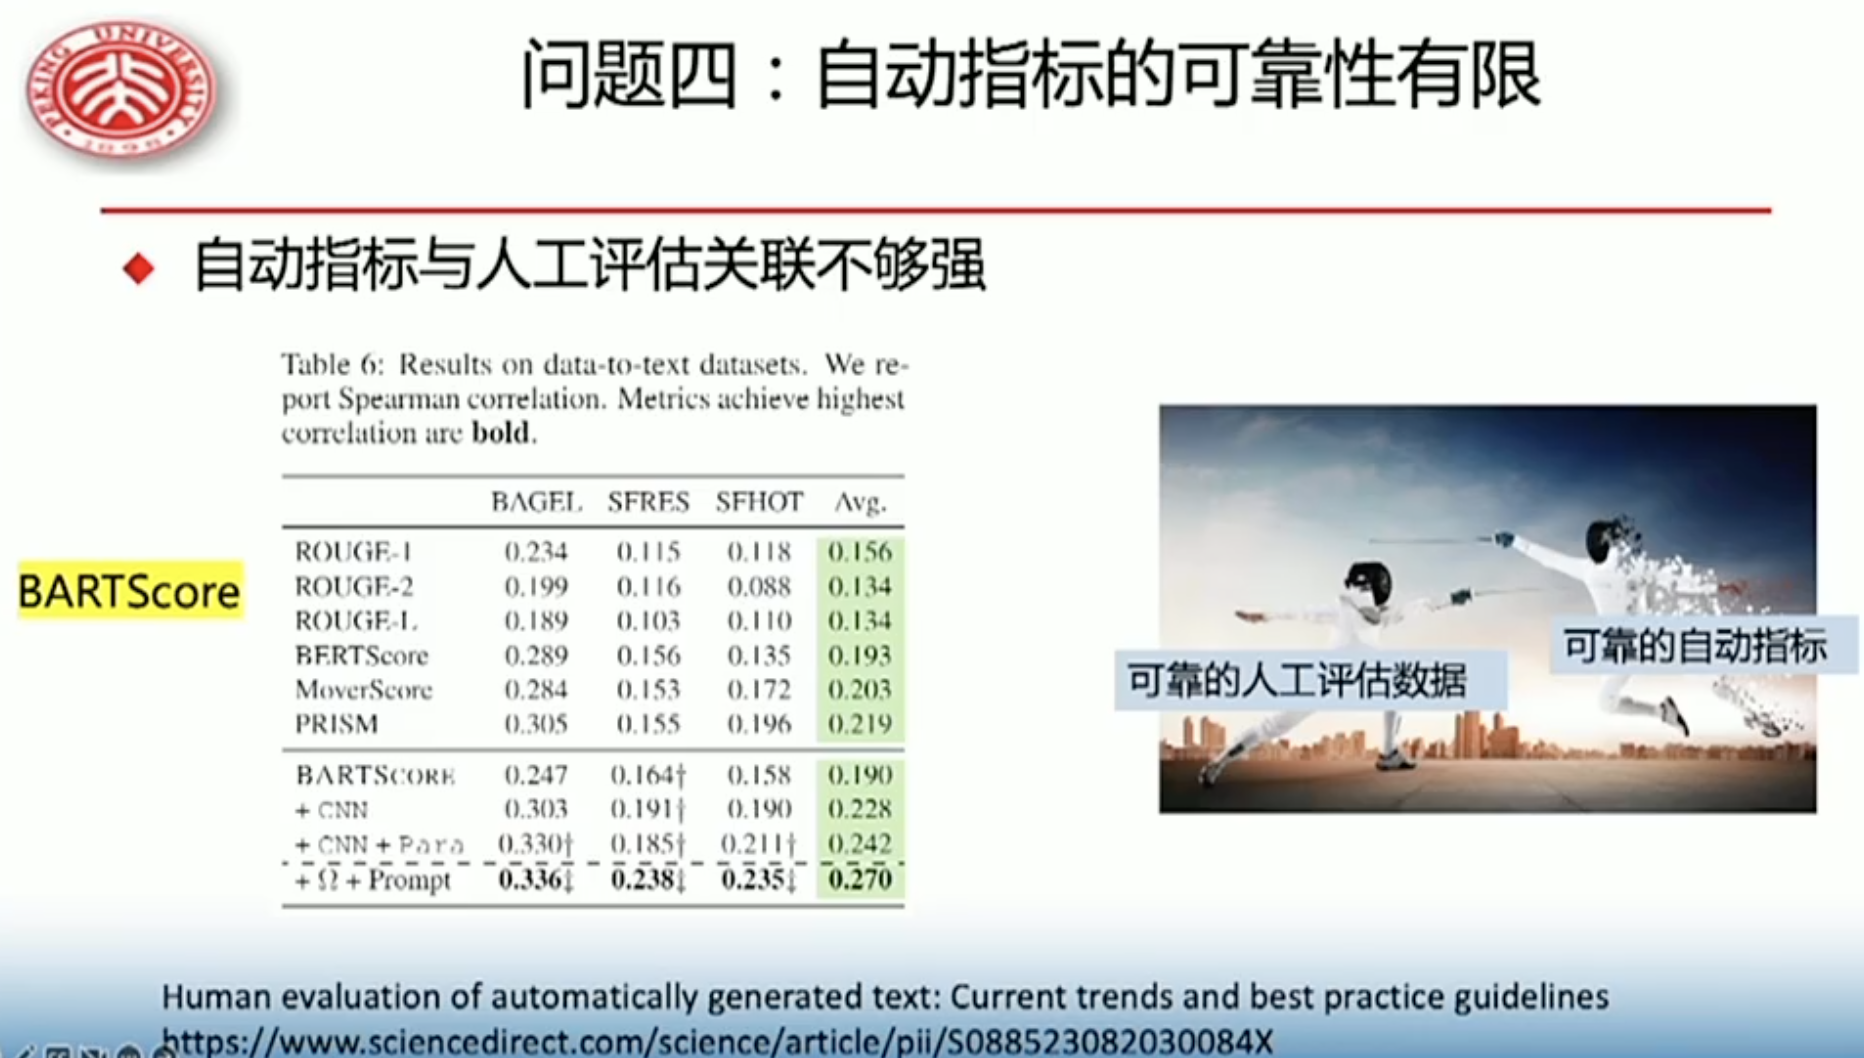 PEKING UNIVERSITY
1898
问题四：自动指标的可靠性有限
自动指标与人工评估关联不够强
Table 6: Results on data-to-text datasets. We re-
port Spearman correlation. Metrics achieve highest
correlation are bold.
BAGEL SFRES SFHOT Avg.
ROUGE-1 0.234 0.115 0.118 0.156
ROUGE-2 0.199 0.116 0.088 0.134
ROUGE-L 0.189 0.103 0.110 0.134
BERTScore 0.289 0.156 0.135 0.193
MoverScore 0.284 0.153 0.172 0.203
PRISM 0.305 0.155 0.196 0.219
BARTSCORE 0.247 0.164† 0.158 0.190
+ CNN 0.303 0.191† 0.190 0.228
+ CNN + Para 0.330† 0.185† 0.211† 0.242
+ Ω + Prompt 0.336‡ 0.238‡ 0.235‡ 0.270
BARTScore
可靠的人工评估数据
可靠的自动指标
Human evaluation of automatically generated text: Current trends and best practice guidelines
https://www.sciencedirect.com/science/article/pii/S088523082030084X